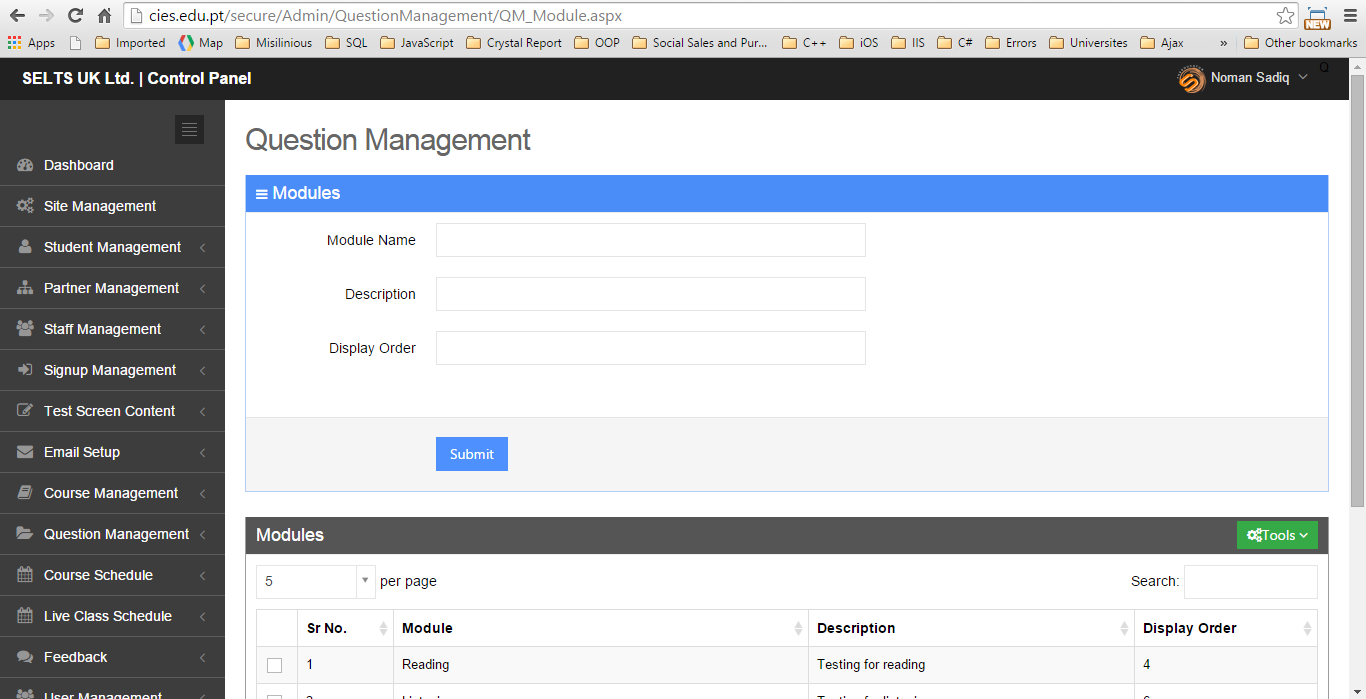 cies.edu.pt/secure/Admin/QuestionManagement/QM_Module.aspx
NEW
Apps Imported Map Misilinious SQL JavaScript Crystal Report OOP Social Sales and Pur... C++ iOS IIS C# Errors Universites Ajax » Other bookmarks
SELTS UK Ltd. | Control Panel
Noman Sadiq
Q
Dashboard
Site Management
Student Management
Partner Management
Staff Management
Signup Management
Test Screen Content
Email Setup
Course Management
Question Management
Course Schedule
Live Class Schedule
Feedback
User Management
Question Management
Modules
Module Name
Description
Display Order
Submit
Modules
Tools
5 per page
Search:
Sr No. Module Description Display Order
1 Reading Testing for reading 4